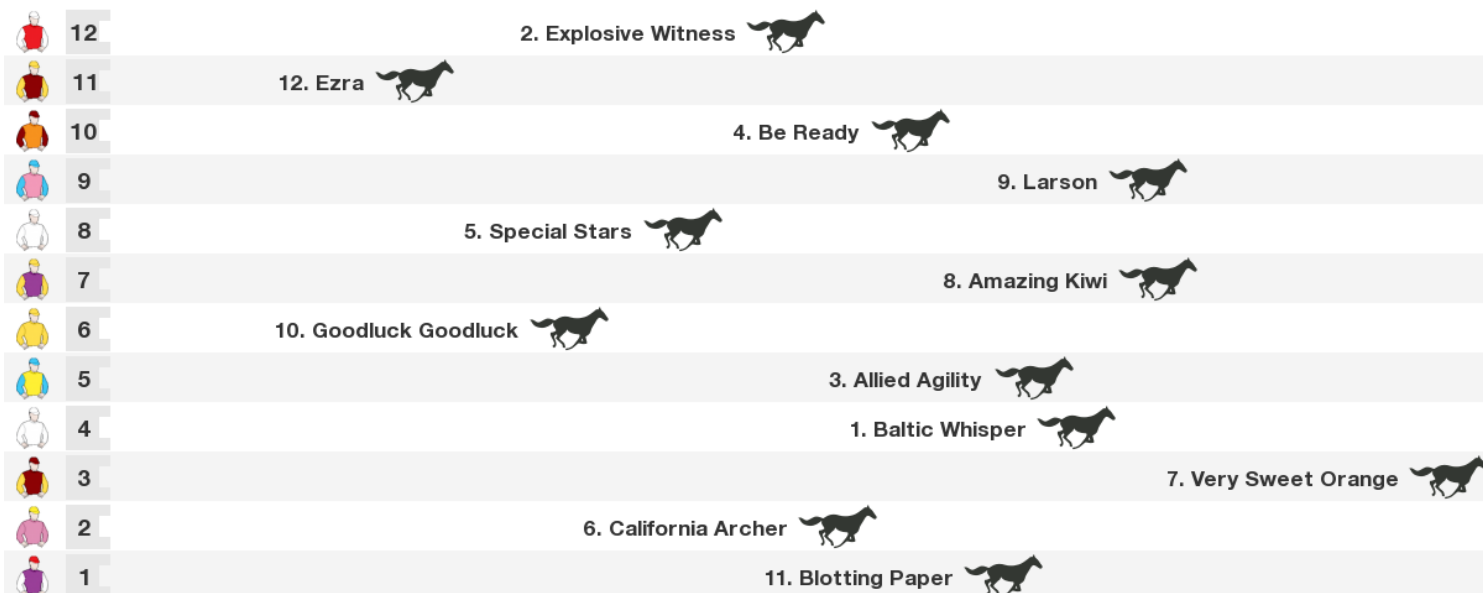 12 2. Explosive Witness
11 12. Ezra
10 4. Be Ready
9 9. Larson
8 5. Special Stars
7 8. Amazing Kiwi
6 10. Goodluck Goodluck
5 3. Allied Agility
4 1. Baltic Whisper
3 7. Very Sweet Orange
2 6. California Archer
1 11. Blotting Paper